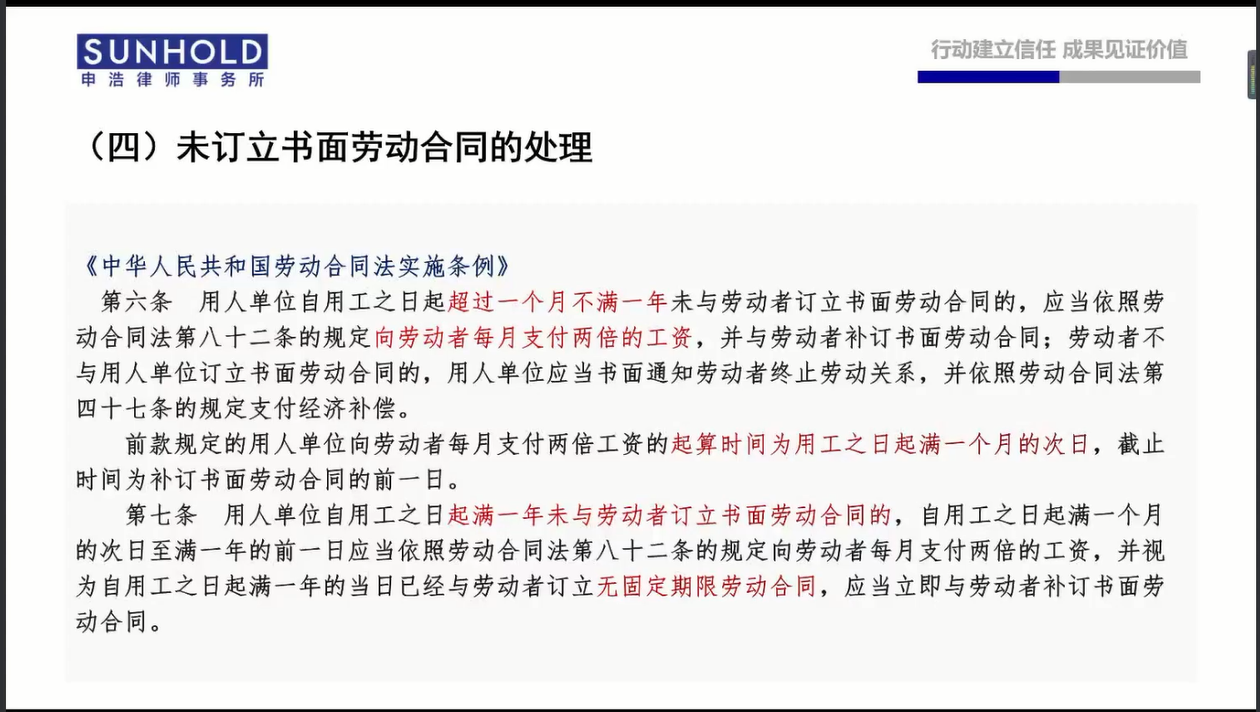 SUNHOLD
申浩律师事务所
行动建立信任 成果见证价值
（四）未订立书面劳动合同的处理
《中华人民共和国劳动合同法实施条例》
第六条 用人单位自用工之日起超过一个月不满一年未与劳动者订立书面劳动合同的，应当依照劳
动合同法第八十二条的规定向劳动者每月支付两倍的工资，并与劳动者补订书面劳动合同；劳动者不
与用人单位订立书面劳动合同的，用人单位应当书面通知劳动者终止劳动关系，并依照劳动合同法第
四十七条的规定支付经济补偿。
前款规定的用人单位向劳动者每月支付两倍工资的起算时间为用工之日起满一个月的次日，截止
时间为补订书面劳动合同的前一日。
第七条 用人单位自用工之日起满一年未与劳动者订立书面劳动合同的，自用工之日起满一个月
的次日至满一年的前一日应当依照劳动合同法第八十二条的规定向劳动者每月支付两倍的工资，并视
为自用工之日起满一年的当日已经与劳动者订立无固定期限劳动合同，应当立即与劳动者补订书面劳
动合同。